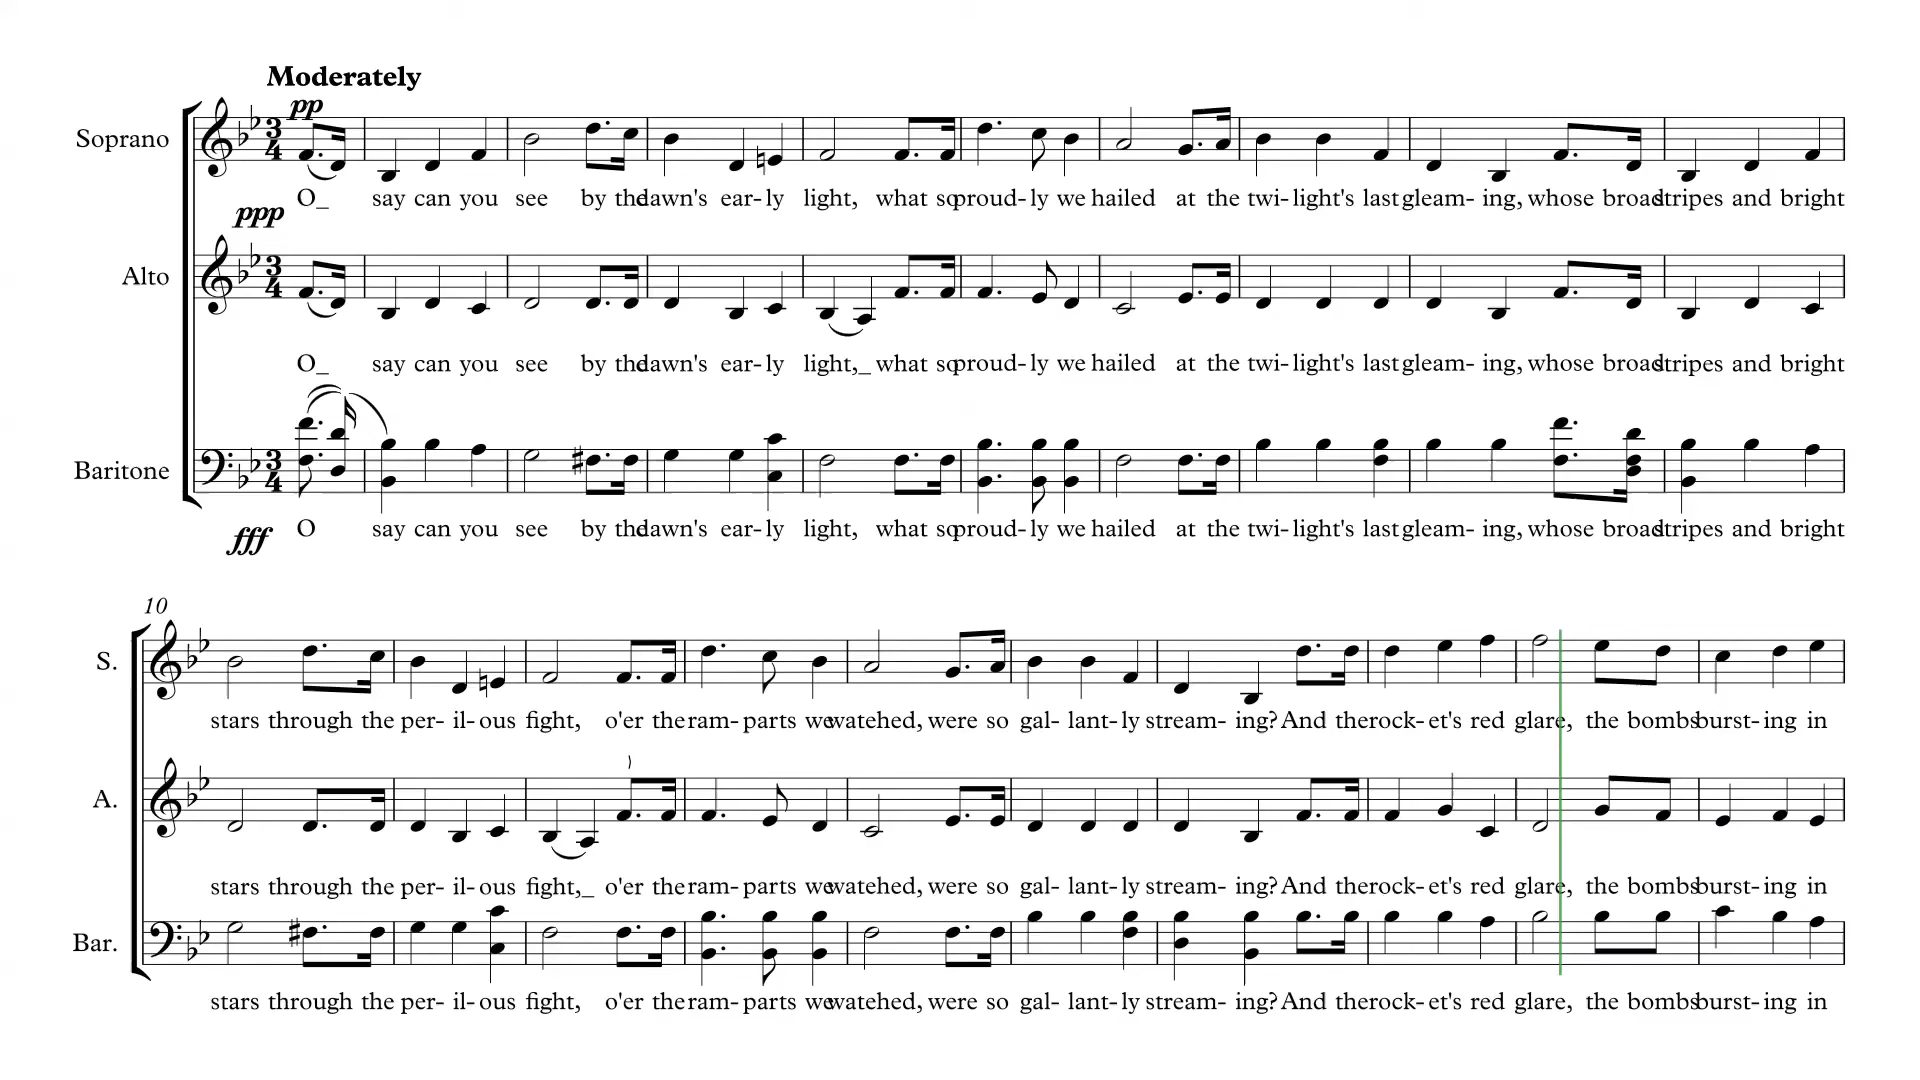 Moderately
pp
Soprano
3
4
O_ say can you see by the dawn's ear- ly light, what so proud- ly we hailed at the twi- light's last gleam- ing, whose broad stripes and bright
ppp
Alto
3
4
O_ say can you see by the dawn's ear- ly light,_ what so proud- ly we hailed at the twi- light's last gleam- ing, whose broad stripes and bright
Baritone
3
4
fff
O say can you see by the dawn's ear- ly light, what so proud- ly we hailed at the twi- light's last gleam- ing, whose broad stripes and bright
10
S.
stars through the per- il- ous fight, o'er the ram- parts we watehed, were so gal- lant- ly stream- ing? And the rock- et's red glare, the bombs burst- ing in
A.
stars through the per- il- ous fight,_ o'er the ram- parts we watehed, were so gal- lant- ly stream- ing? And the rock- et's red glare, the bombs burst- ing in
Bar.
stars through the per- il- ous fight, o'er the ram- parts we watehed, were so gal- lant- ly stream- ing? And the rock- et's red glare, the bombs burst- ing in